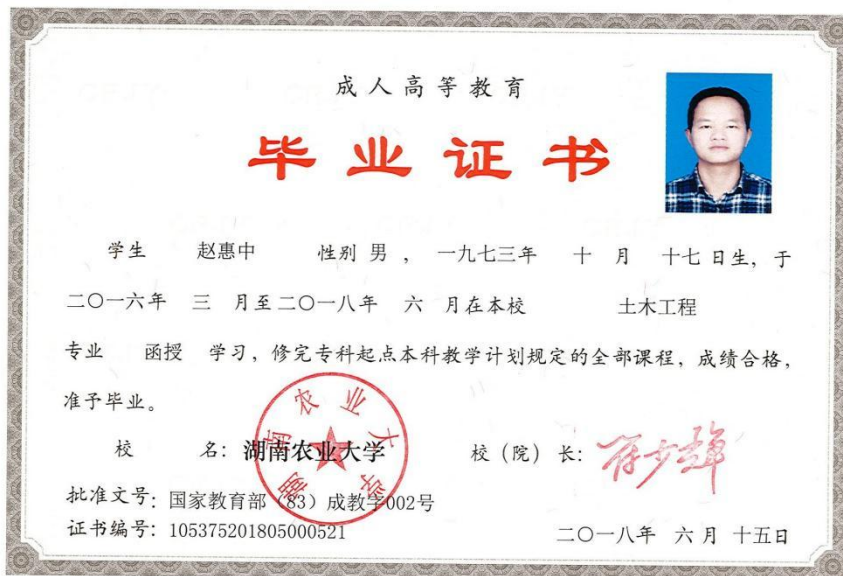 成人高等教育
毕业证书
学生 赵惠中 性别 男 ， 一九七三年 十 月 十七 日生，于
二〇一六年 三 月至二〇一八年 六 月在本校 土木工程
专业 函授 学习，修完专科起点本科教学计划规定的全部课程，成绩合格，
准予毕业。
校 名：湖南农业大学 校（院）长：
湖南农业大学
批准文号：国家教育部（83）成教字002号
证书编号：105375201805000521
二〇一八年 六 月 十五日